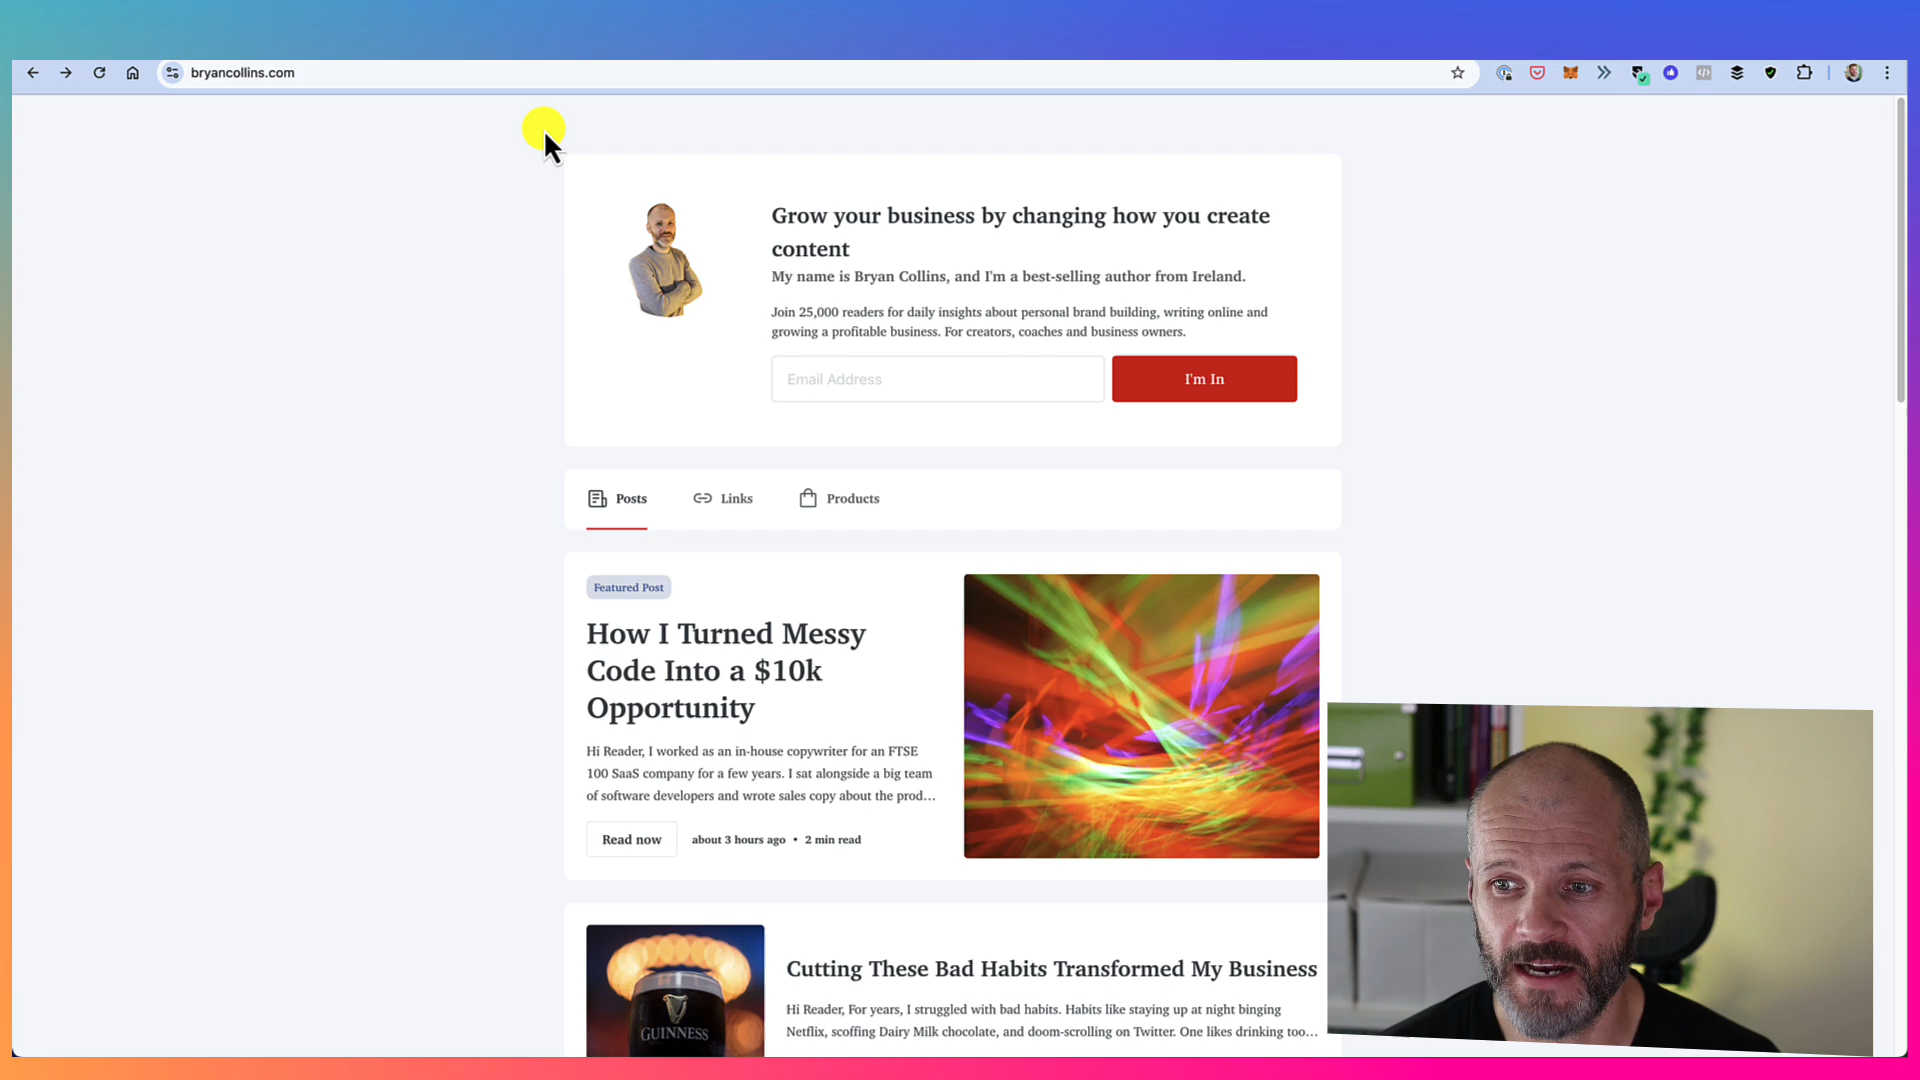 bryancollins.com
Grow your business by changing how you create
content
My name is Bryan Collins, and I'm a best-selling author from Ireland.
Join 25,000 readers for daily insights about personal brand building, writing online and
growing a profitable business. For creators, coaches and business owners.
Email Address
I'm In
Posts
Links
Products
Featured Post
How I Turned Messy
Code Into a $10k
Opportunity
Hi Reader, I worked as an in-house copywriter for an FTSE
100 SaaS company for a few years. I sat alongside a big team
of software developers and wrote sales copy about the prod...
Read now
about 3 hours ago • 2 min read
GUINNESS
Cutting These Bad Habits Transformed My Business
Hi Reader, For years, I struggled with bad habits. Habits like staying up at night binging
Netflix, scoffing Dairy Milk chocolate, and doom-scrolling on Twitter. One likes drinking too...